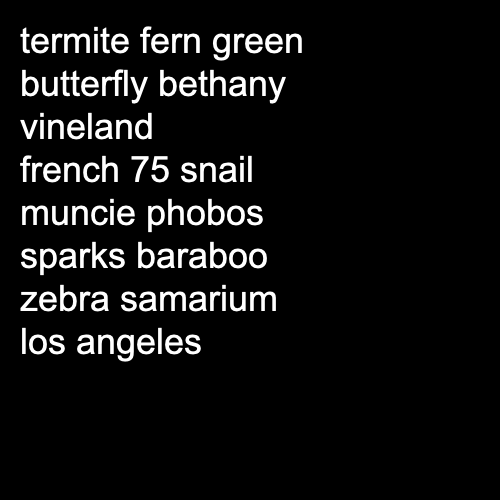 termite fern green
butterfly bethany
vineland
french 75 snail
muncie phobos
sparks baraboo
zebra samarium
los angeles